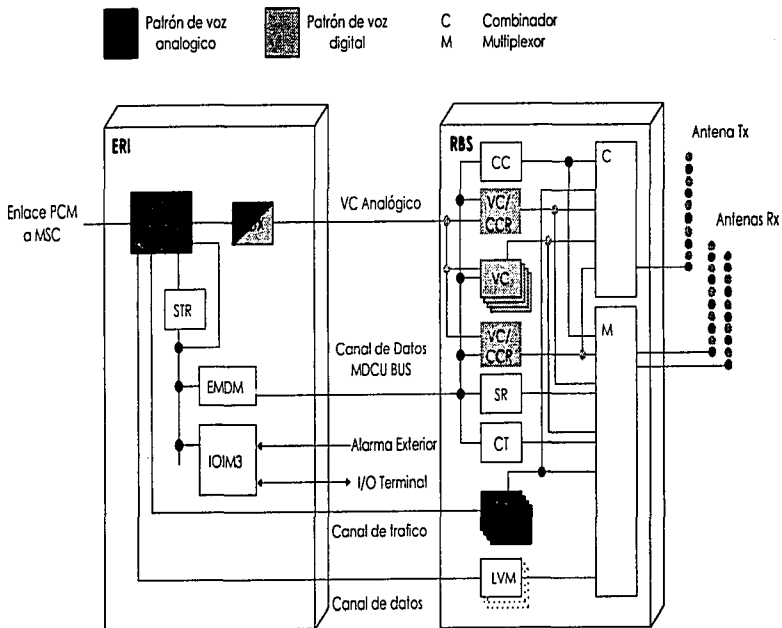 Patrón de voz
analogico
Patrón de voz
digital
C Combinador
M Multiplexor
ERI
RBS
Antena Tx
Antenas Rx
Enlace PCM
a MSC
VC Analógico
CC
C
VC/
CCR
VC
STR
Canal de Datos
MDCU BUS
VC/
CCR
M
EMDM
SR
IOIM3
Alarma Exterior
CT
I/O Terminal
Canal de trafico
LVM
Canal de datos